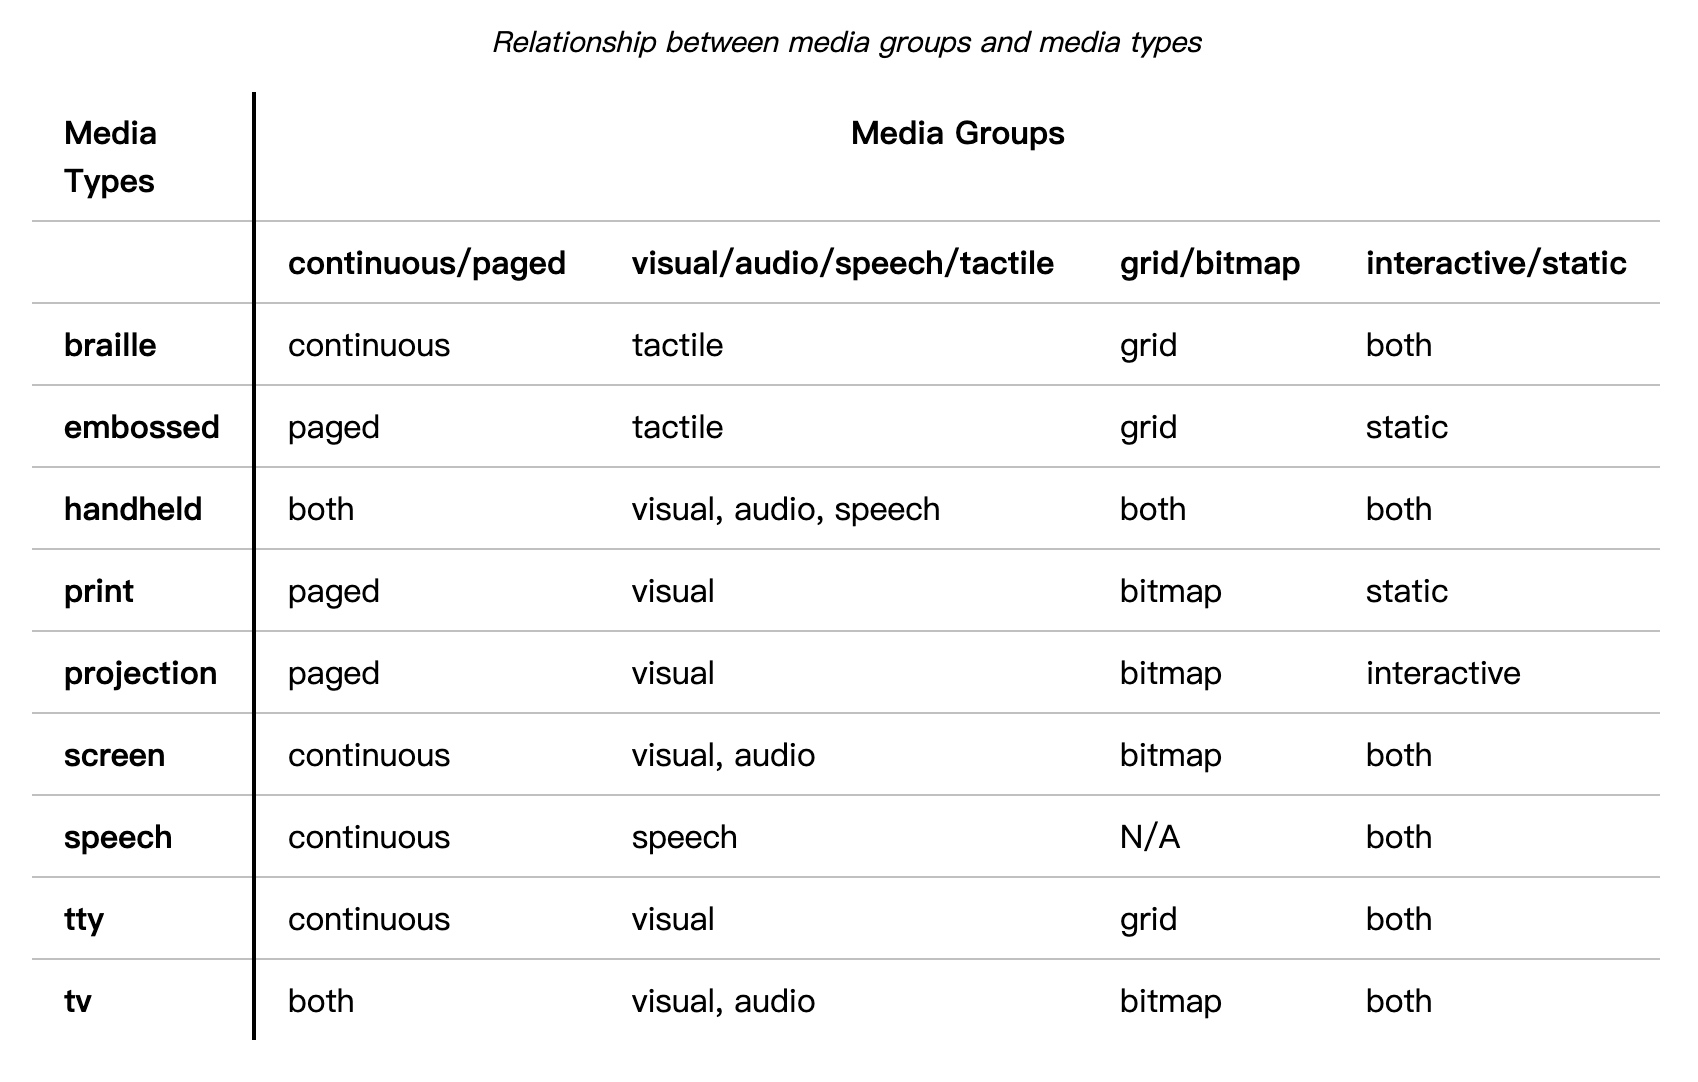 Relationship between media groups and media types
Media Types Media Groups
continuous/paged visual/audio/speech/tactile grid/bitmap interactive/static
braille continuous tactile grid both
embossed paged tactile grid static
handheld both visual, audio, speech both both
print paged visual bitmap static
projection paged visual bitmap interactive
screen continuous visual, audio bitmap both
speech continuous speech N/A both
tty continuous visual grid both
tv both visual, audio bitmap both